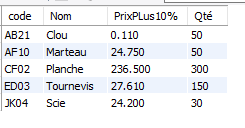 code Nom PrixPlus10% Qté
AB21 Clou 0.110 50
AF10 Marteau 24.750 50
CF02 Planche 236.500 300
ED03 Tournevis 27.610 150
JK04 Scie 24.200 30